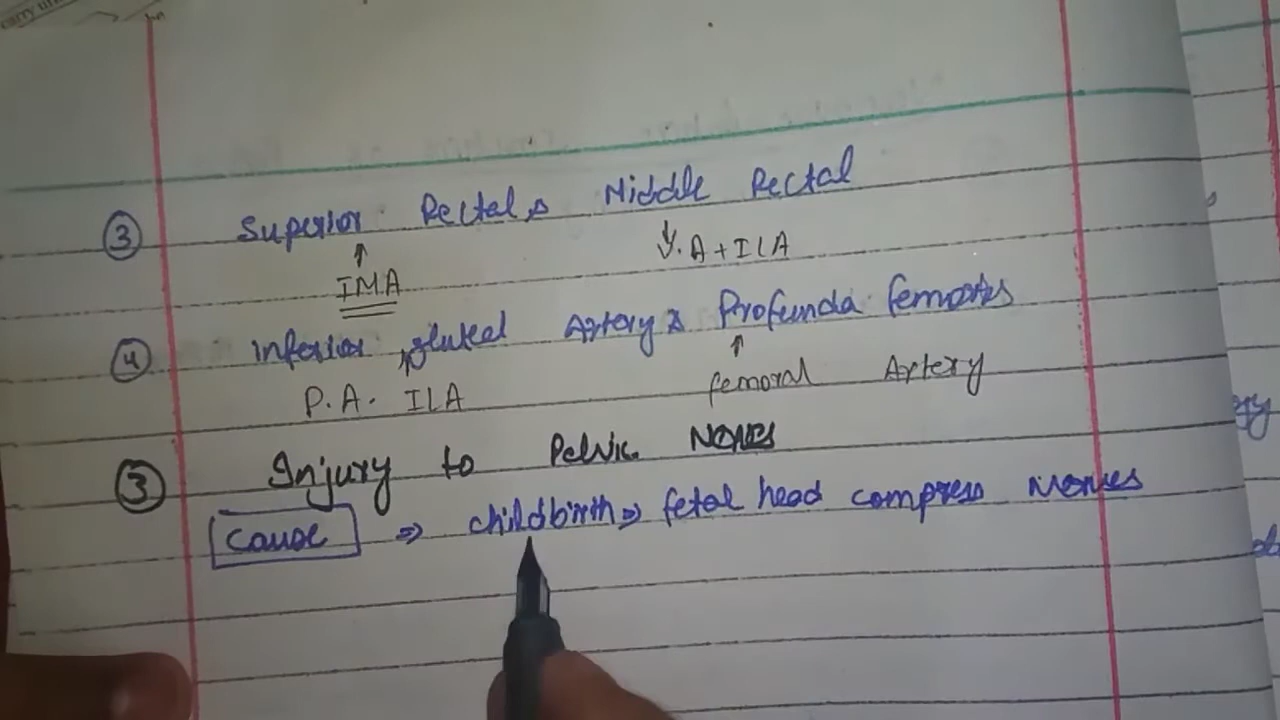 carry
③ Superior Rectal & Middle Rectal
↑ ↓
IMA V.A + ILA
④ Inferior gluteal Artery & Profunda femoris
↑ ↑
P.A. ILA femoral Artery
③ Injury to Pelvic Nerves
Cause ⇒ childbirth ⇒ fetal head compress Nerves